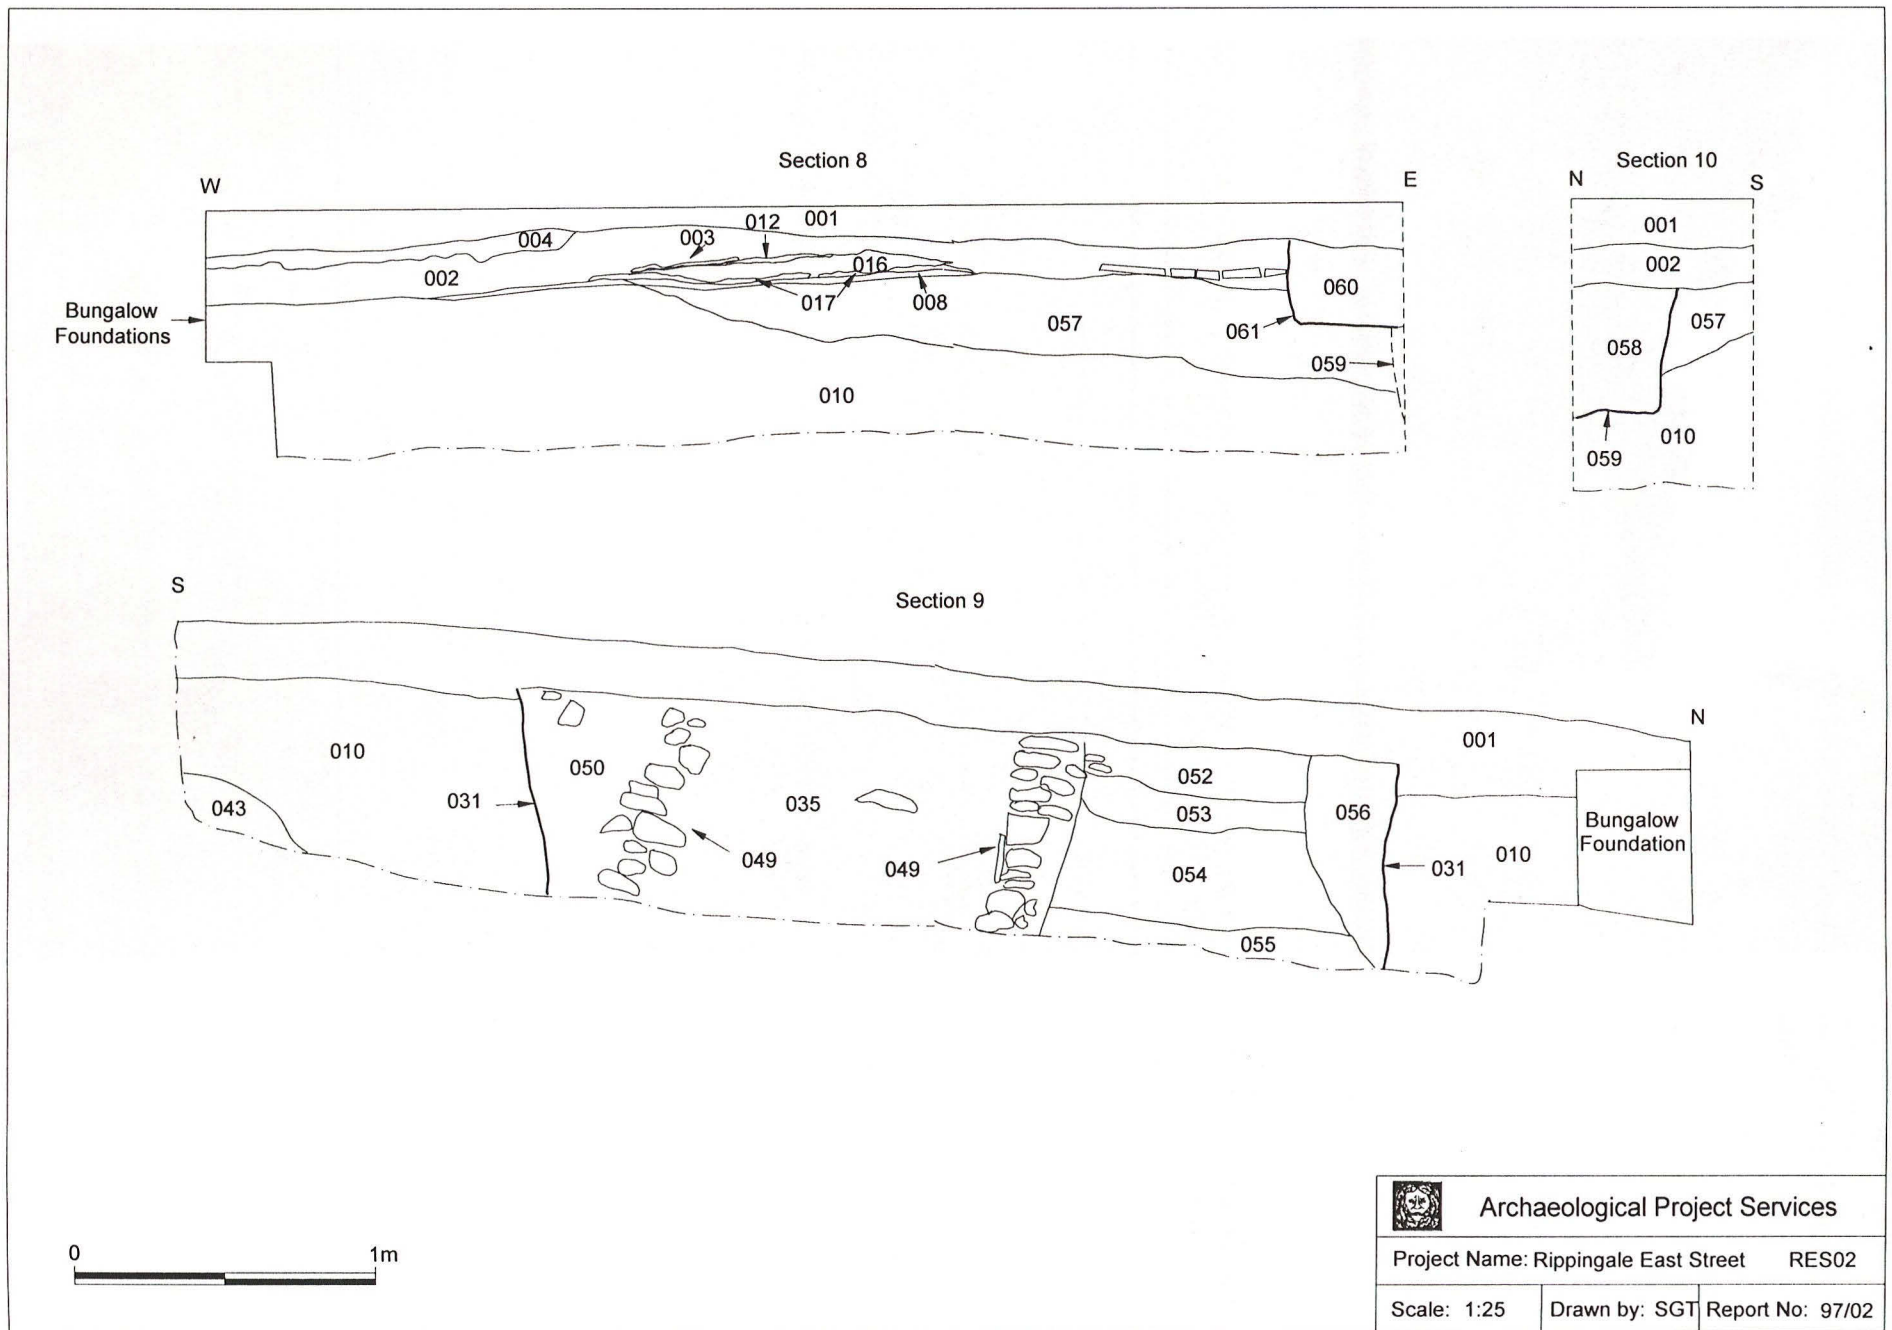 Section 8
Section 10
W
E
N
S
012
001
004
003
016
002
017
008
057
060
061
059
010
Bungalow
Foundations
001
002
057
058
010
059
S
Section 9
N
001
010
050
043
031
049
035
049
052
053
056
054
031
010
055
Bungalow
Foundation
0
1m
Archaeological Project Services
Project Name: Rippingale East Street RES02
Scale: 1:25
Drawn by: SGT
Report No: 97/02